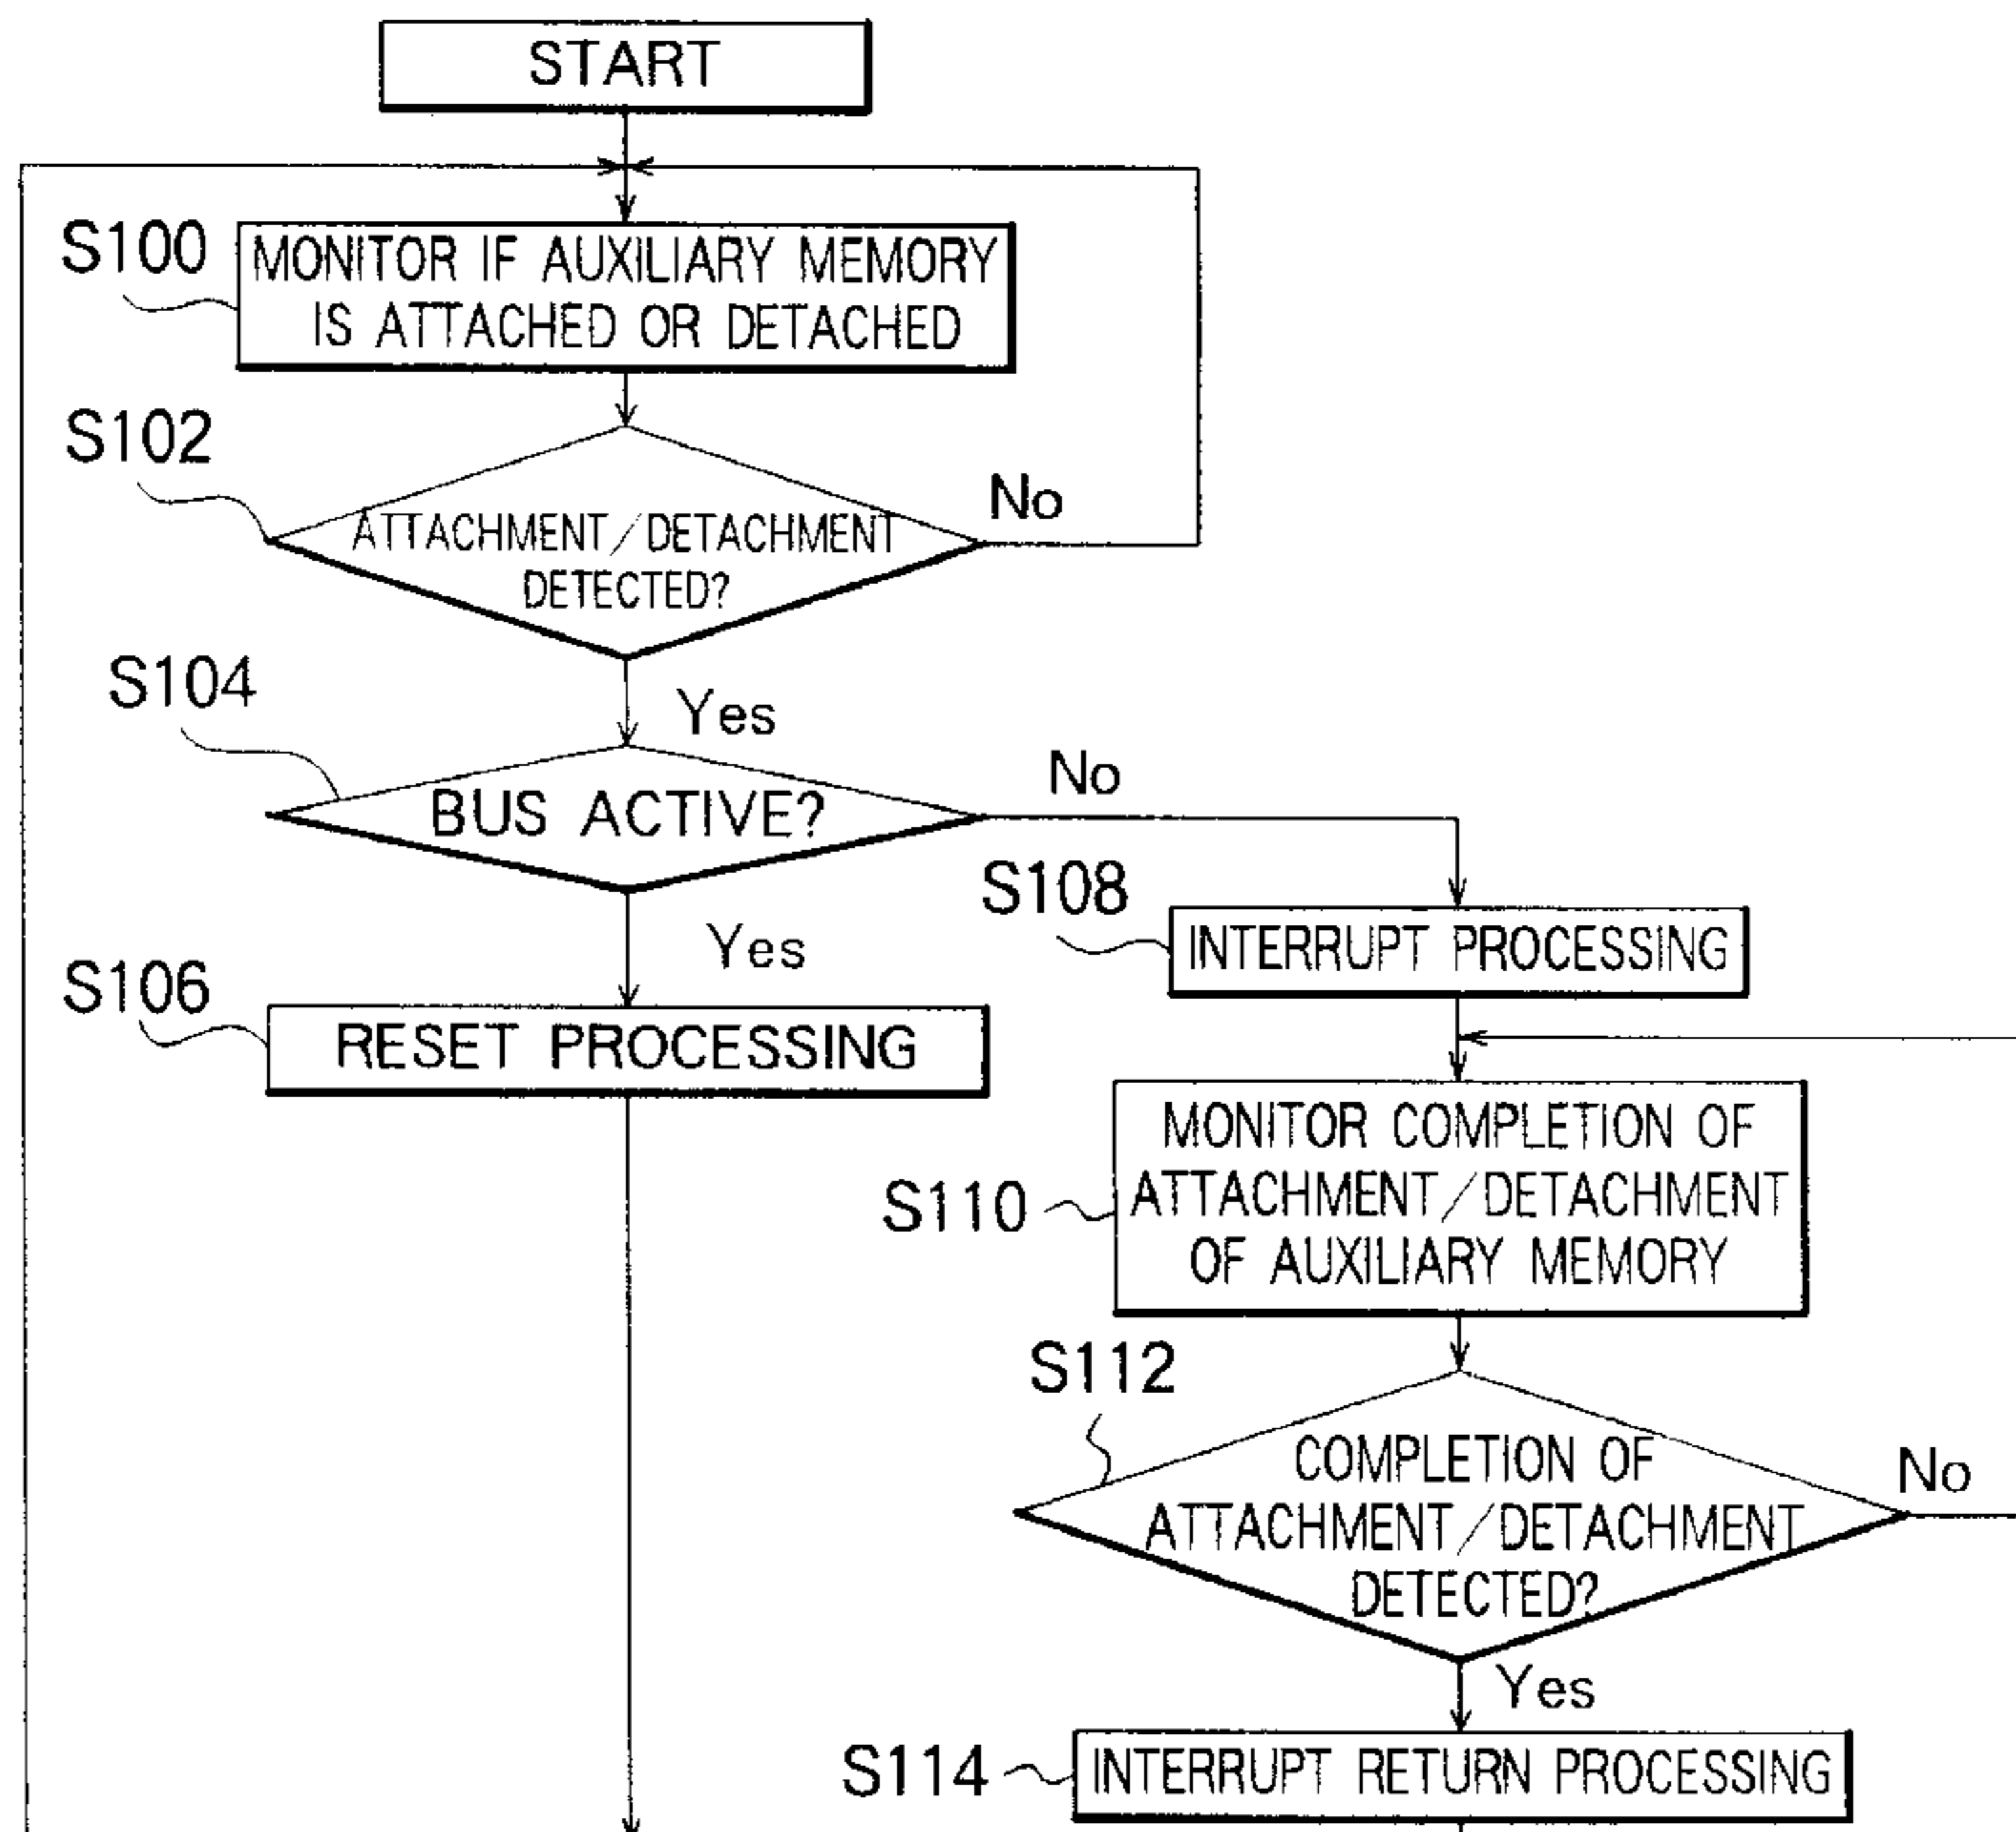 START
S100
MONITOR IF AUXILIARY MEMORY
IS ATTACHED OR DETACHED
S102
ATTACHMENT/DETACHMENT
DETECTED?
No
Yes
S104
BUS ACTIVE?
No
Yes
S106
RESET PROCESSING
S108
INTERRUPT PROCESSING
S110
MONITOR COMPLETION OF
ATTACHMENT/DETACHMENT
OF AUXILIARY MEMORY
S112
COMPLETION OF
ATTACHMENT/DETACHMENT
DETECTED?
No
Yes
S114
INTERRUPT RETURN PROCESSING